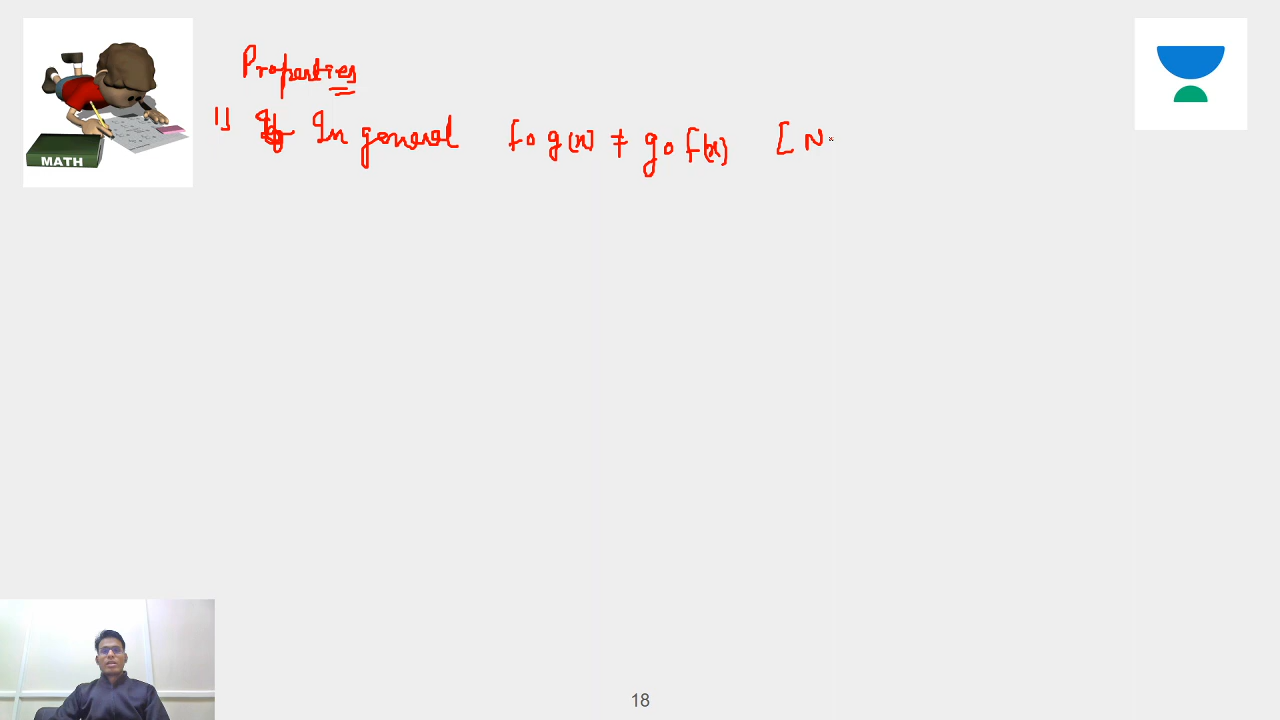 Properties
1) In general fog(x) ≠ gof(x) [ N
MATH
18